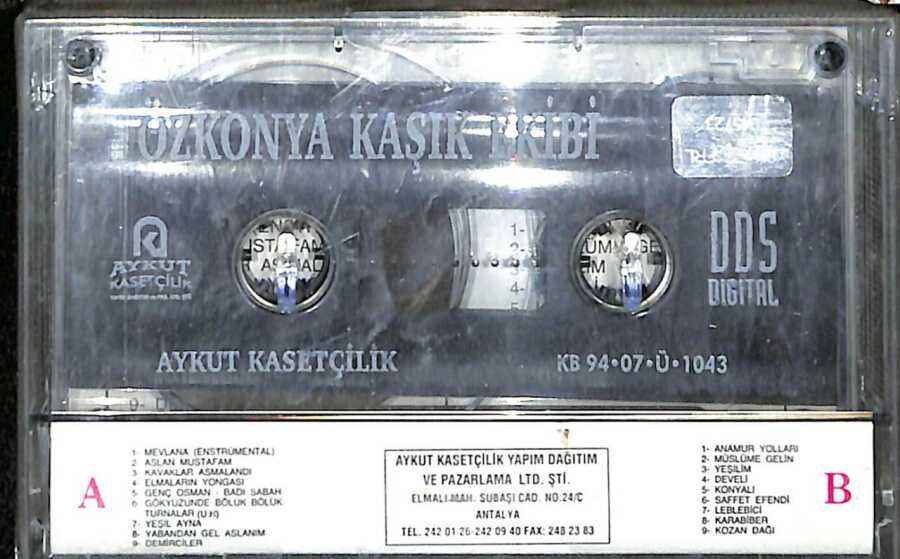 ÖZKONYA KAŞIK EKİBİ
AYKUT
KASETÇİLİK
DDS
DIGITAL
1-
2-
3-
4-
AYKUT KASETÇİLİK
KB 94•07•Ü•1043
A
1- MEVLANA (ENSTRÜMENTAL)
2- ASLAN MUSTAFAM
3- KAVAKLAR ASMALANDI
4- ELMALARIN YONGASI
5- GENÇ OSMAN - BADI SABAH
6- GÖKYÜZÜNDE BÖLÜK BÖLÜK
TURNALAR (U.H)
7- YEŞİL AYNA
8- YABANDAN GEL ASLANIM
9- DEMİRCİLER
AYKUT KASETÇİLİK YAPIM DAĞITIM
VE PAZARLAMA LTD. ŞTİ.
ELMALI-MAH. SUBAŞI CAD. NO:24/C
ANTALYA
TEL. 242 01 26-242 09 40 FAX: 248 23 83
1- ANAMUR YOLLARI
2- MÜSLÜME GELİN
3- YEŞİLİM
4- DEVELİ
5- KONYALI
6- SAFFET EFENDİ
7- LEBLEBİCİ
8- KARABİBER
9- KOZAN DAĞI
B